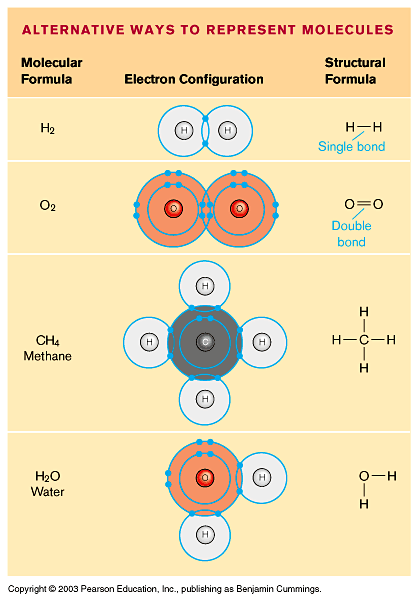 ALTERNATIVE WAYS TO REPRESENT MOLECULES
Molecular
Formula
Electron Configuration
Structural
Formula
H2
H H
H—H
Single bond
O2
O O
O=O
Double
bond
CH4
Methane
H
H C H
H
H
H—C—H
H
H2O
Water
O H
H
O—H
H
Copyright © 2003 Pearson Education, Inc., publishing as Benjamin Cummings.